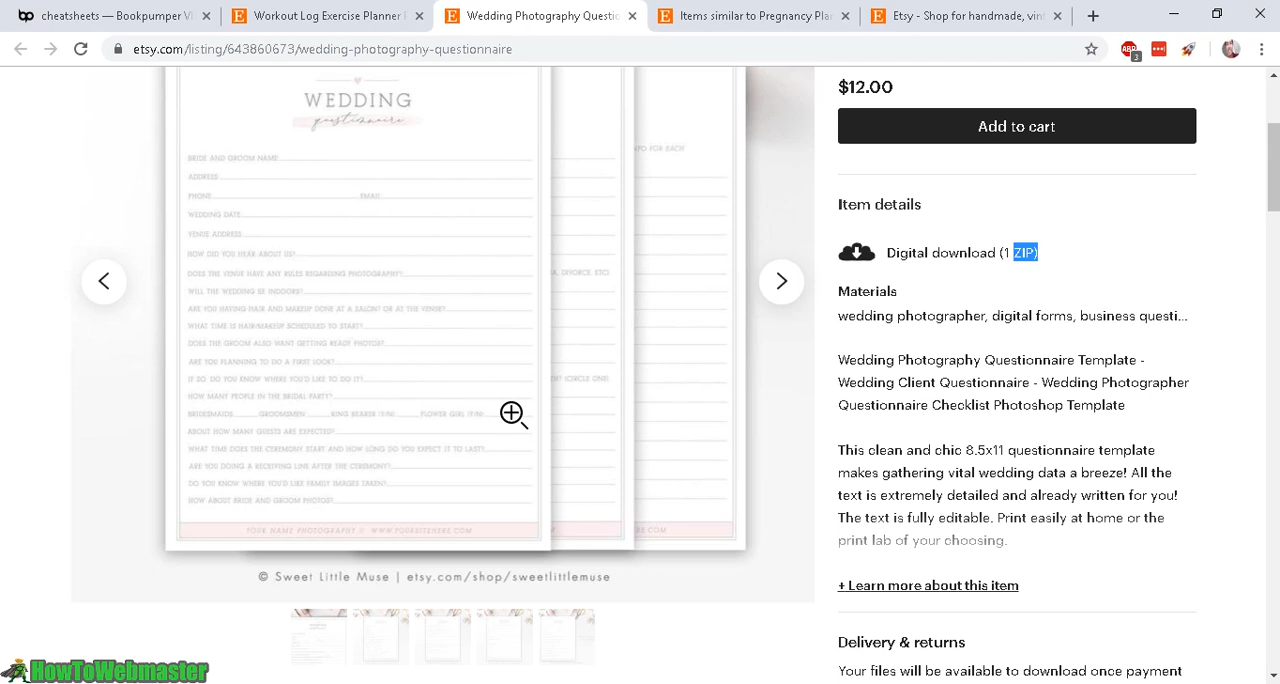 cheatsheets — Bookpumper Vi
Workout Log Exercise Planner F
Wedding Photography Questio
Items similar to Pregnancy Plan
Etsy - Shop for handmade, vint
etsy.com/listing/643860673/wedding-photography-questionnaire
ABP
3
WEDDING
questionnaire
BRIDE AND GROOM NAME
ADDRESS
PHONE EMAIL
WEDDING DATE
VENUE ADDRESS
HOW DID YOU HEAR ABOUT US?
DOES THE VENUE HAVE ANY RULES REGARDING PHOTOGRAPHY?
WILL THE WEDDING BE INDOORS?
ARE YOU HAVING HAIR AND MAKEUP DONE AT A SALON? OR AT THE VENUE?
WHAT TIME IS HAIR/MAKEUP SCHEDULED TO START?
DOES THE GROOM ALSO WANT GETTING READY PHOTOS?
ARE YOU PLANNING TO DO A FIRST LOOK?
IF SO, DO YOU KNOW WHERE YOU'D LIKE TO DO IT?
HOW MANY PEOPLE IN THE BRIDAL PARTY?
BRIDESMAIDS GROOMSMEN RING BEARER (Y/N) FLOWER GIRL (Y/N)
ABOUT HOW MANY GUESTS ARE EXPECTED?
WHAT TIME DOES THE CEREMONY START AND HOW LONG DO YOU EXPECT IT TO LAST?
ARE YOU DOING A RECEIVING LINE AFTER THE CEREMONY?
DO YOU KNOW WHERE YOU'D LIKE FAMILY IMAGES TAKEN?
HOW ABOUT BRIDE AND GROOM PHOTOS?
YOUR NAME PHOTOGRAPHY // WWW.YOURSITEHERE.COM
INFO FOR EACH
DIVORCE, ETC)
(CIRCLE ONE)
© Sweet Little Muse | etsy.com/shop/sweetlittlemuse
$12.00
Add to cart
Item details
Digital download (1 ZIP)
Materials
wedding photographer, digital forms, business questi...
Wedding Photography Questionnaire Template -
Wedding Client Questionnaire - Wedding Photographer
Questionnaire Checklist Photoshop Template
This clean and chic 8.5x11 questionnaire template
makes gathering vital wedding data a breeze! All the
text is extremely detailed and already written for you!
The text is fully editable. Print easily at home or the
print lab of your choosing.
+ Learn more about this item
Delivery & returns
Your files will be available to download once payment
HowToWebmaster